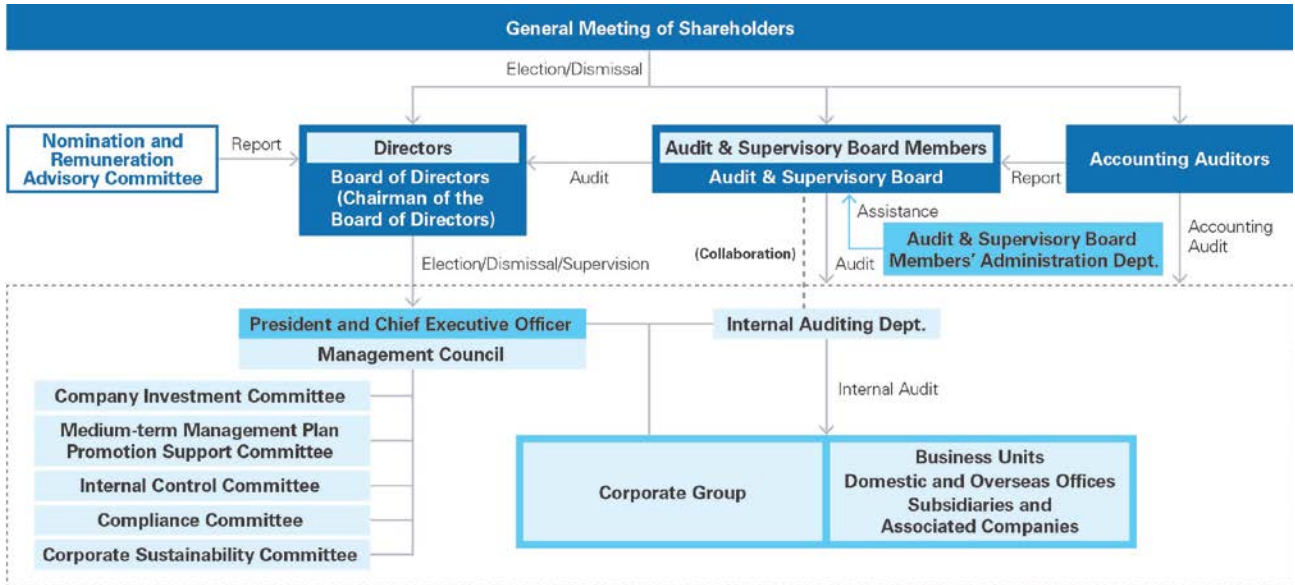 General Meeting of Shareholders
Election/Dismissal
Nomination and
Remuneration
Advisory Committee
Report
Directors
Board of Directors
(Chairman of the
Board of Directors)
Audit
Audit & Supervisory Board Members
Audit & Supervisory Board
Report
Accounting Auditors
Assistance
Audit & Supervisory Board
Members’ Administration Dept.
Accounting
Audit
Election/Dismissal/Supervision
(Collaboration)
Audit
President and Chief Executive Officer
Management Council
Internal Auditing Dept.
Internal Audit
Company Investment Committee
Medium-term Management Plan
Promotion Support Committee
Internal Control Committee
Compliance Committee
Corporate Sustainability Committee
Corporate Group
Business Units
Domestic and Overseas Offices
Subsidiaries and
Associated Companies